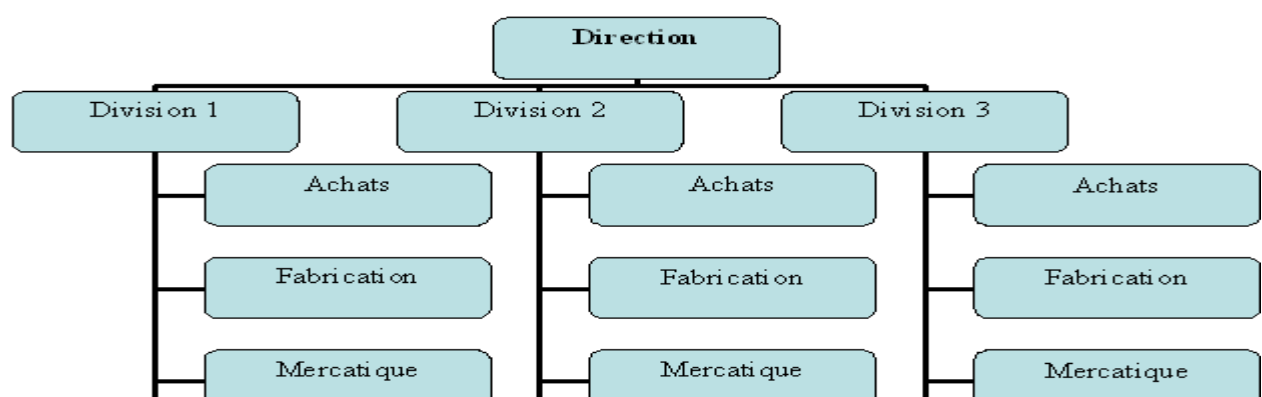 Direction
Division 1
Division 2
Division 3
Achats
Achats
Achats
Fabrication
Fabrication
Fabrication
Mercatique
Mercatique
Mercatique